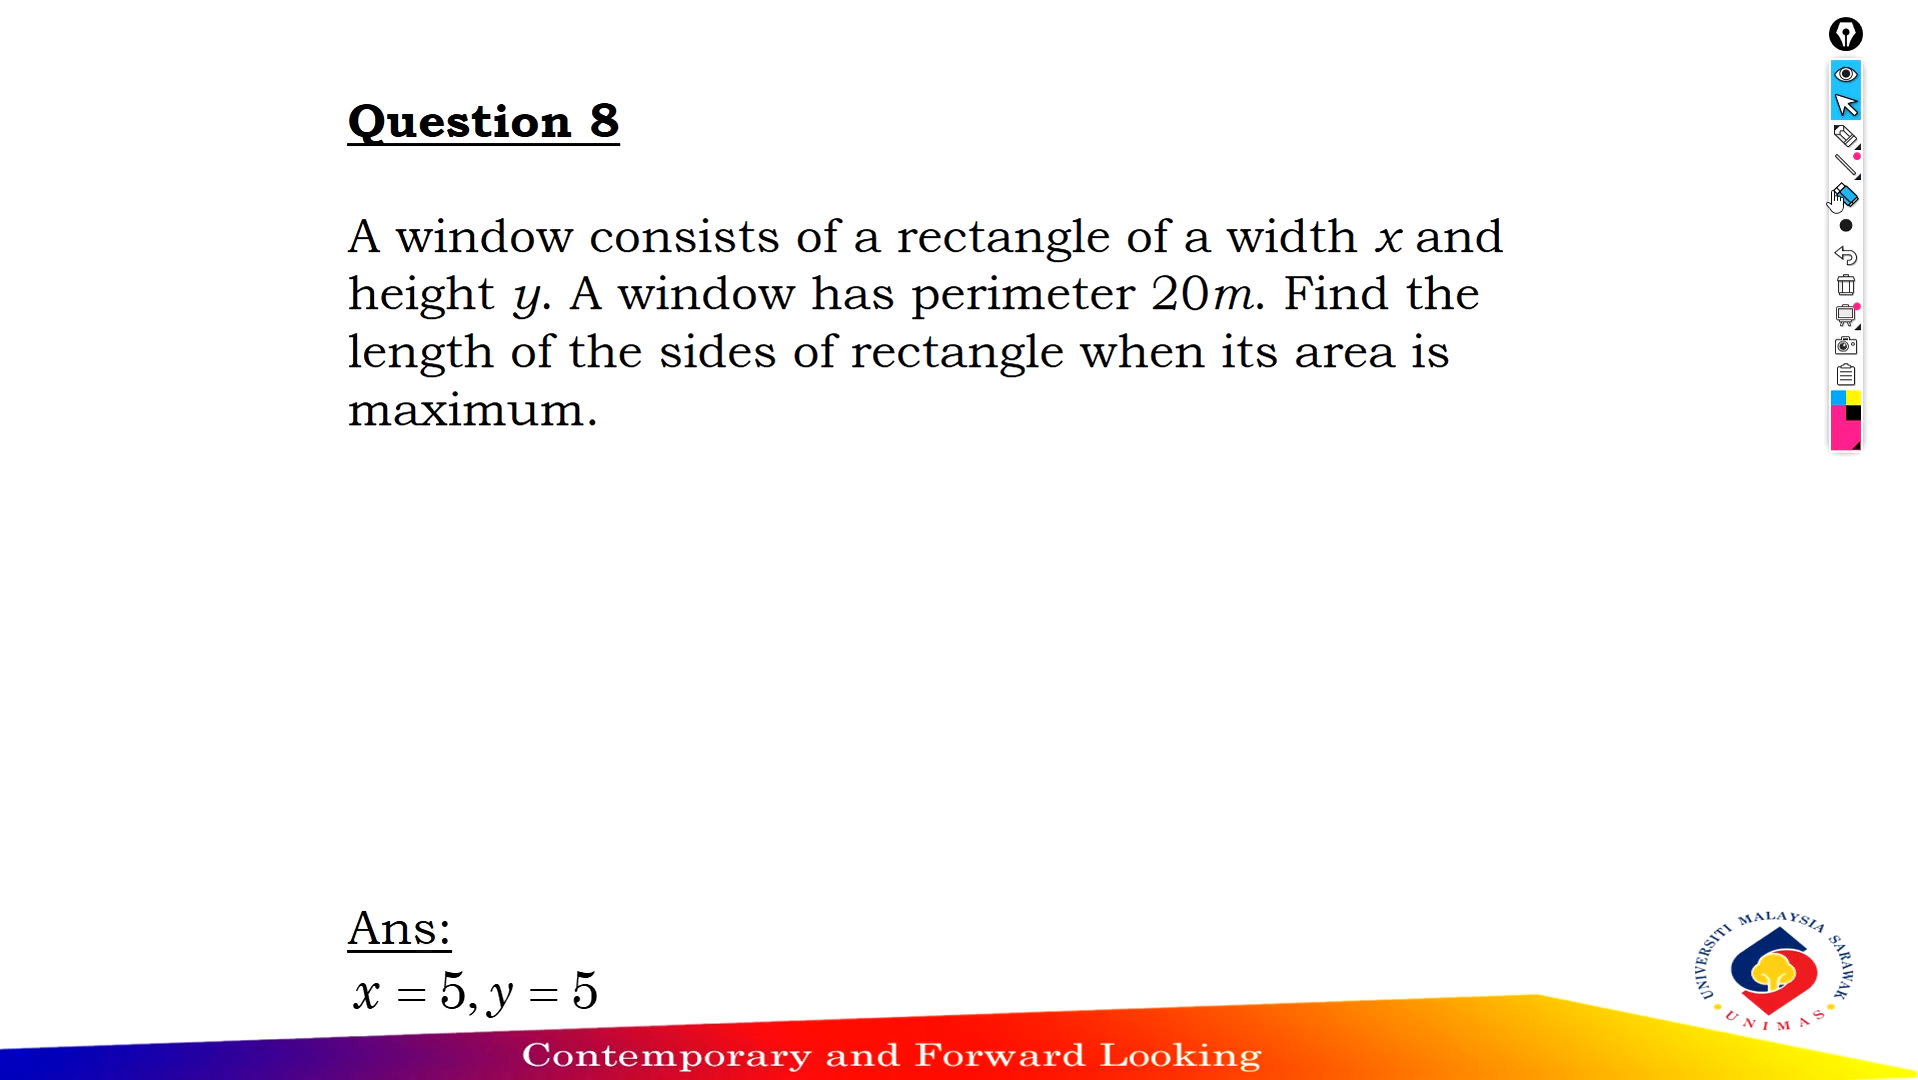 Question 8
A window consists of a rectangle of a width x and
height y. A window has perimeter 20m. Find the
length of the sides of rectangle when its area is
maximum.
Ans:
x = 5, y = 5
UNIVERSITI MALAYSIA SARAWAK
UNIMAS
Contemporary and Forward Looking